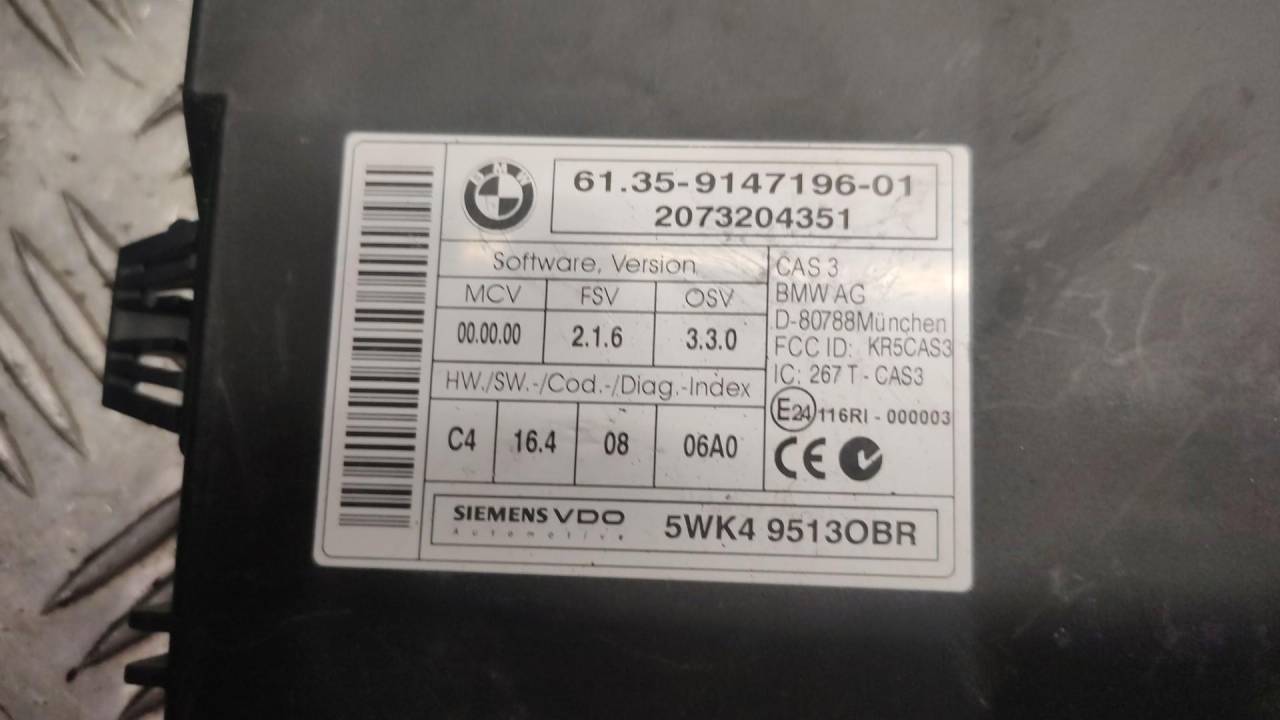 BMW
61.35-9147196-01
2073204351
Software, Version
MCV FSV OSV
00.00.00 2.1.6 3.3.0
HW./SW.-/Cod.-/Diag.-Index
C4 16.4 08 06A0
CAS 3
BMW AG
D-80788München
FCC ID: KR5CAS3
IC: 267 T - CAS3
E24 116RI - 000003
CE
SIEMENS VDO
Automotive
5WK4 9513OBR